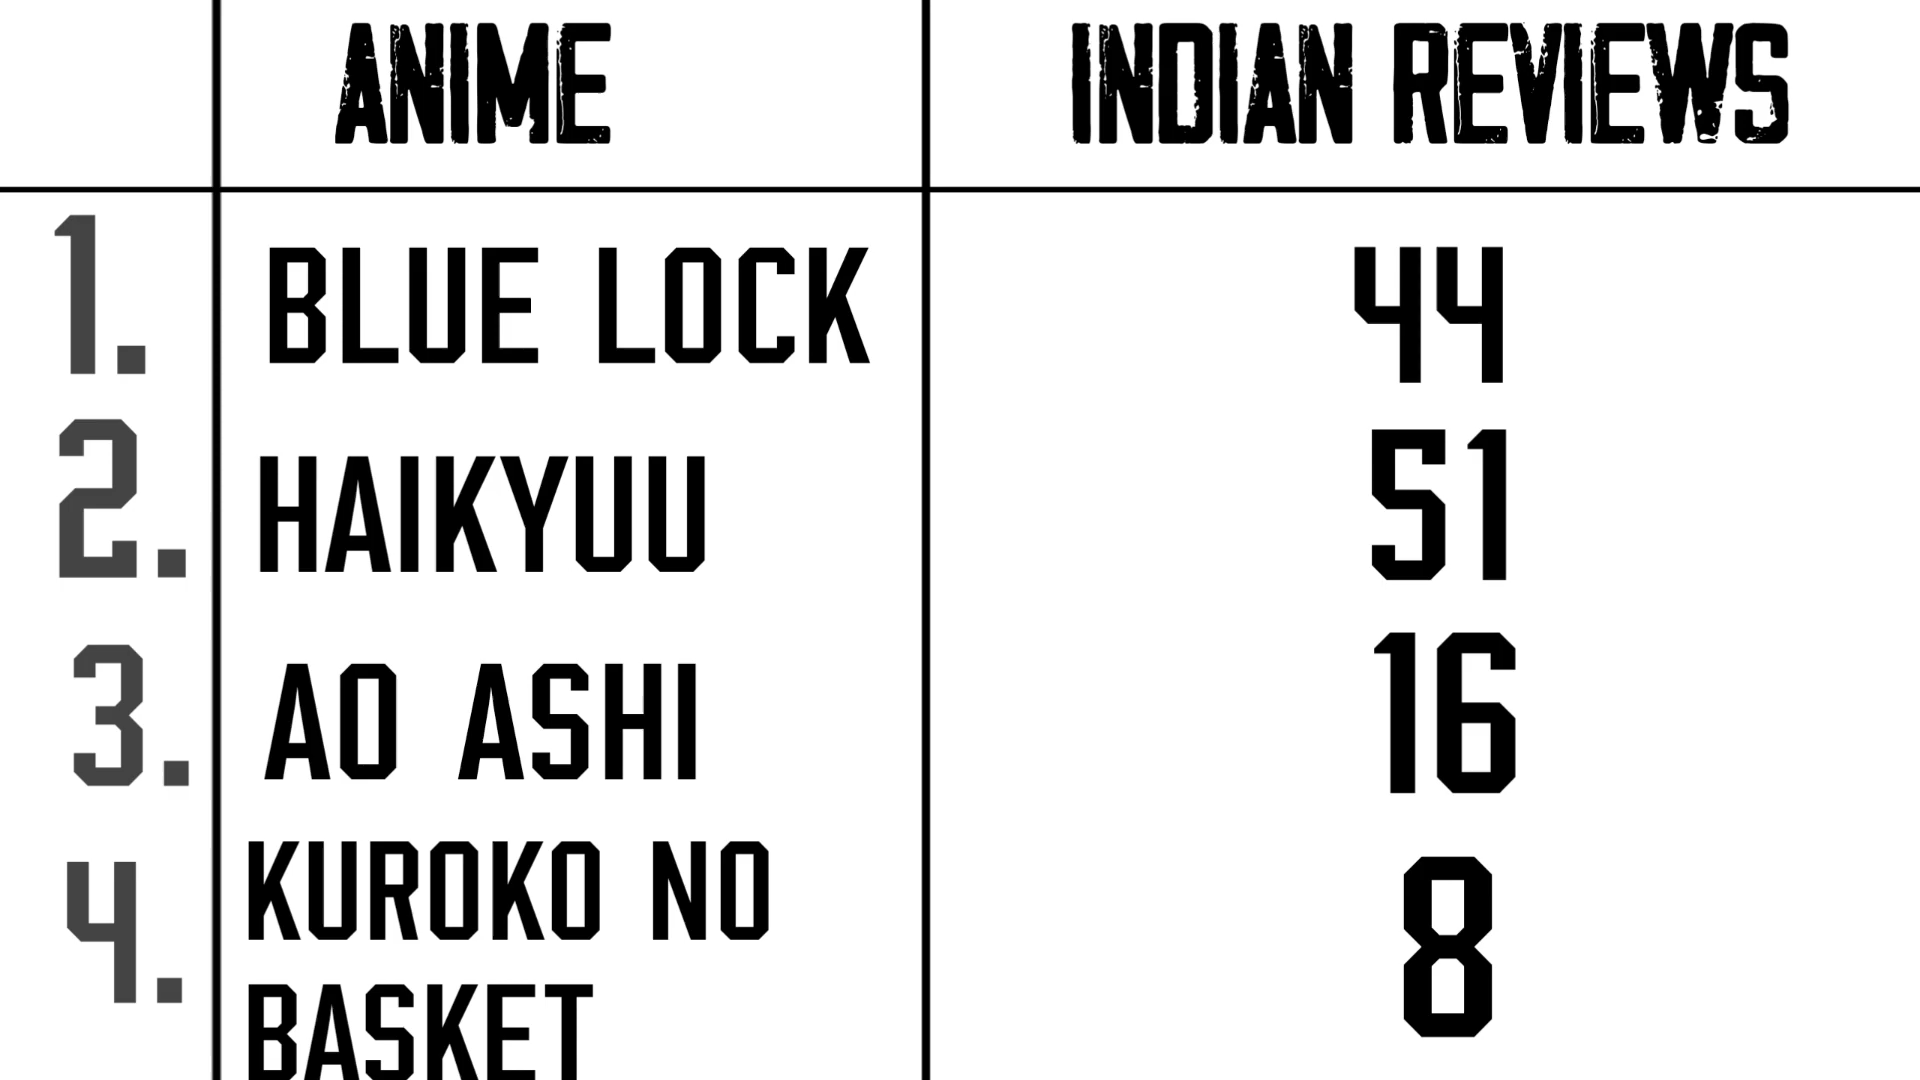 ANIME INDIAN REVIEWS
1. BLUE LOCK 44
2. HAIKYUU 51
3. AO ASHI 16
4. KUROKO NO 8
BASKET